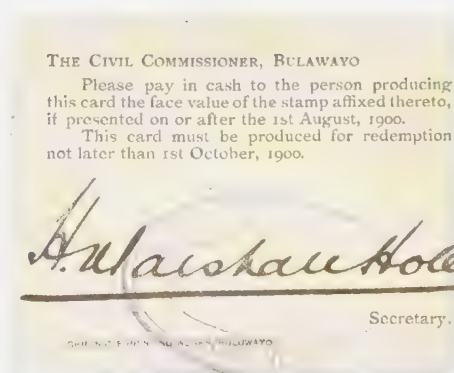 THE CIVIL COMMISSIONER, BULAWAYO
Please pay in cash to the person producing
this card the face value of the stamp affixed thereto,
if presented on or after the 1st August, 1900.
This card must be produced for redemption
not later than 1st October, 1900.
H. Marshall Hole
Secretary.
BULUWAYO